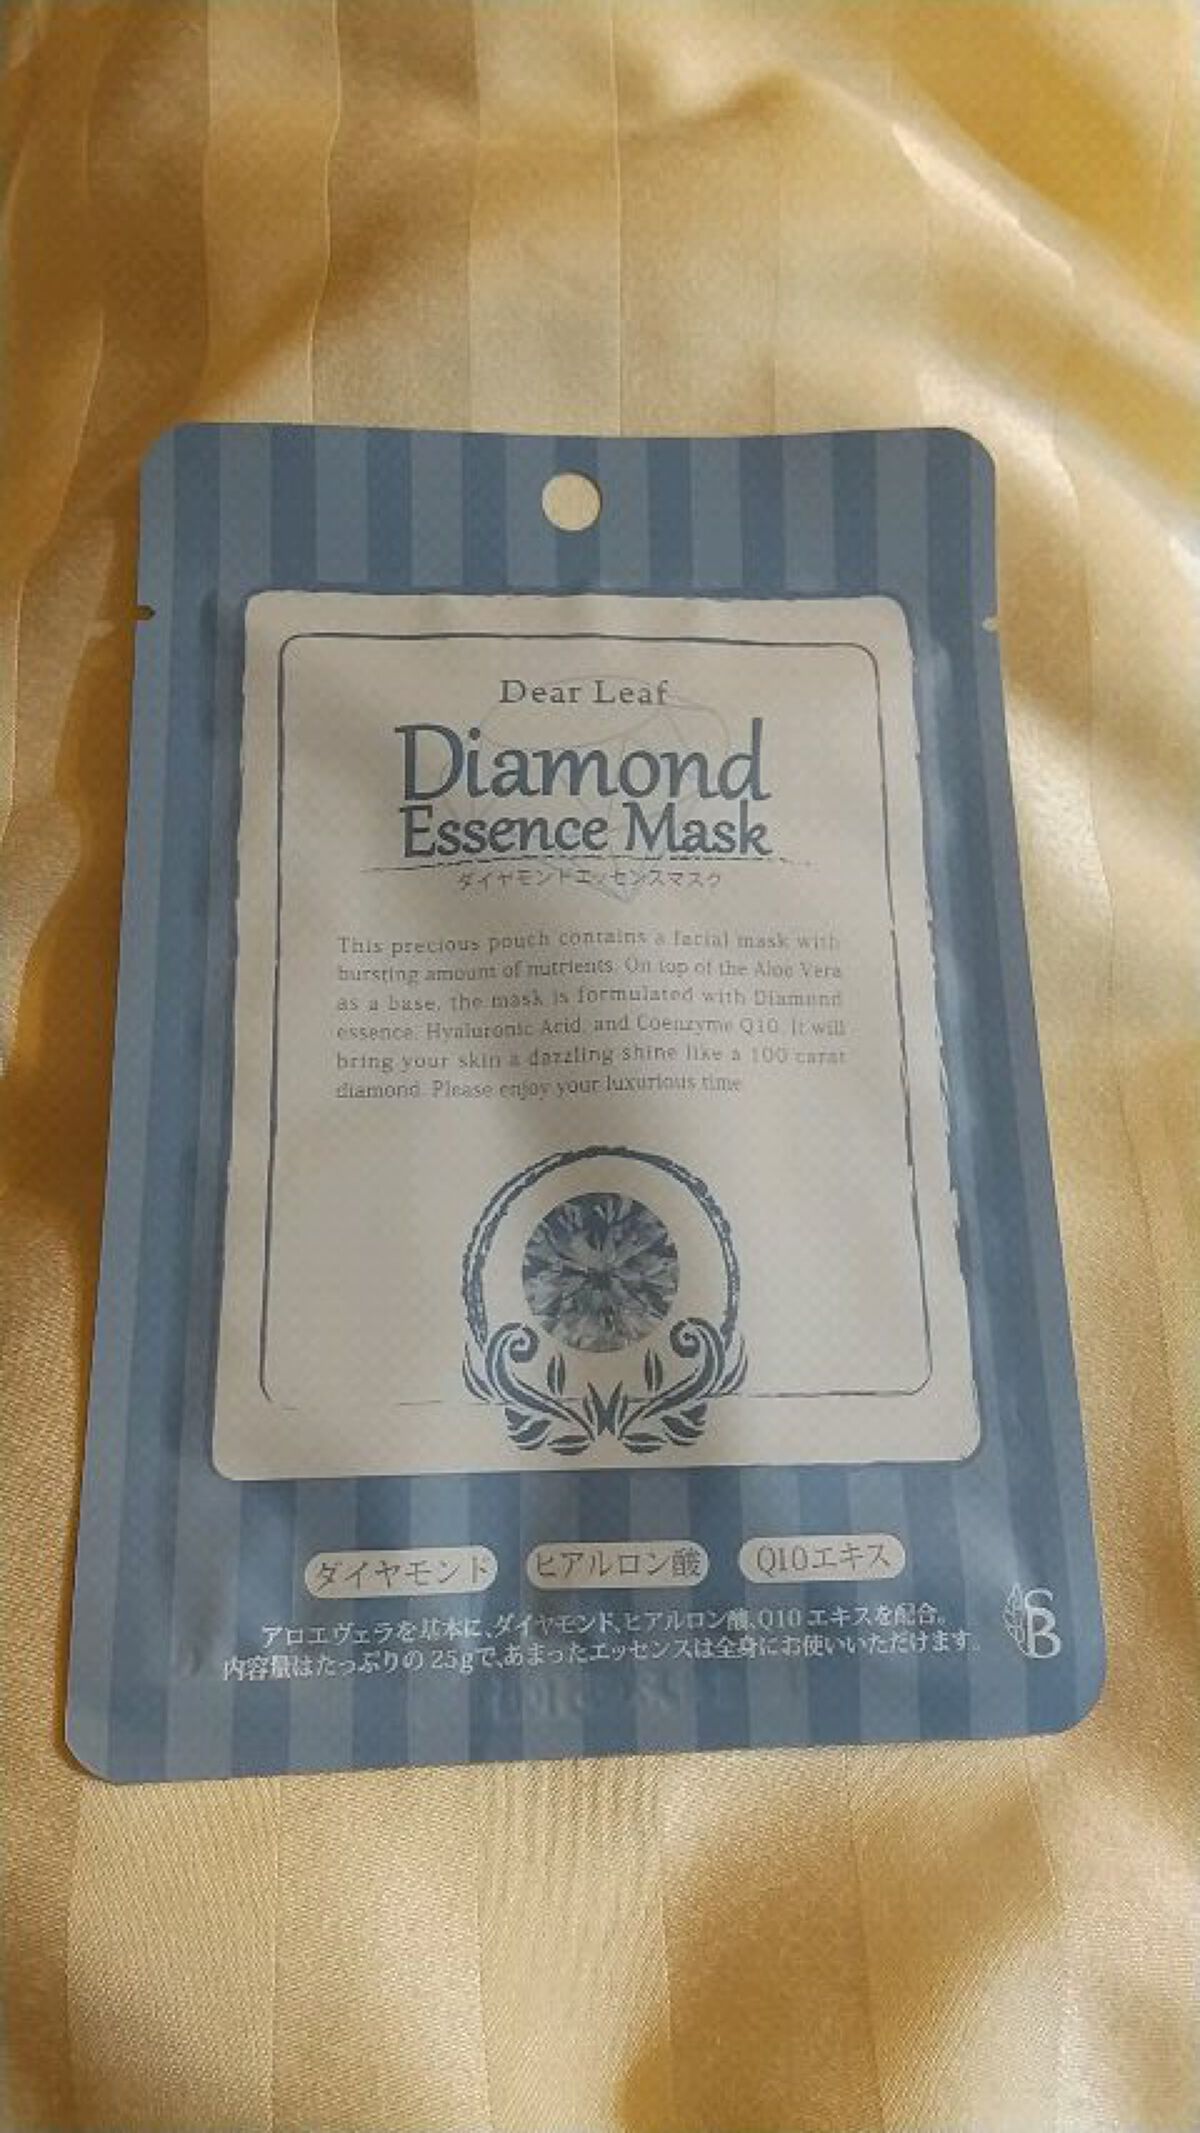 Dear Leaf
Diamond
Essence Mask
ダイヤモンドエッセンスマスク
This precious pouch contains a facial mask with
bursting amount of nutrients. On top of the Aloe Vera
as a base, the mask is formulated with Diamond
essence, Hyaluronic Acid, and Coenzyme Q10. It will
bring your skin a dazzling shine like a 100 carat
diamond. Please enjoy your luxurious time
ダイヤモンド ヒアルロン酸 Q10エキス
アロエヴェラを基本に、ダイヤモンド、ヒアルロン酸、Q10 エキスを配合。
内容量はたっぷりの 25gで、あまったエッセンスは全身にお使いいただけます。